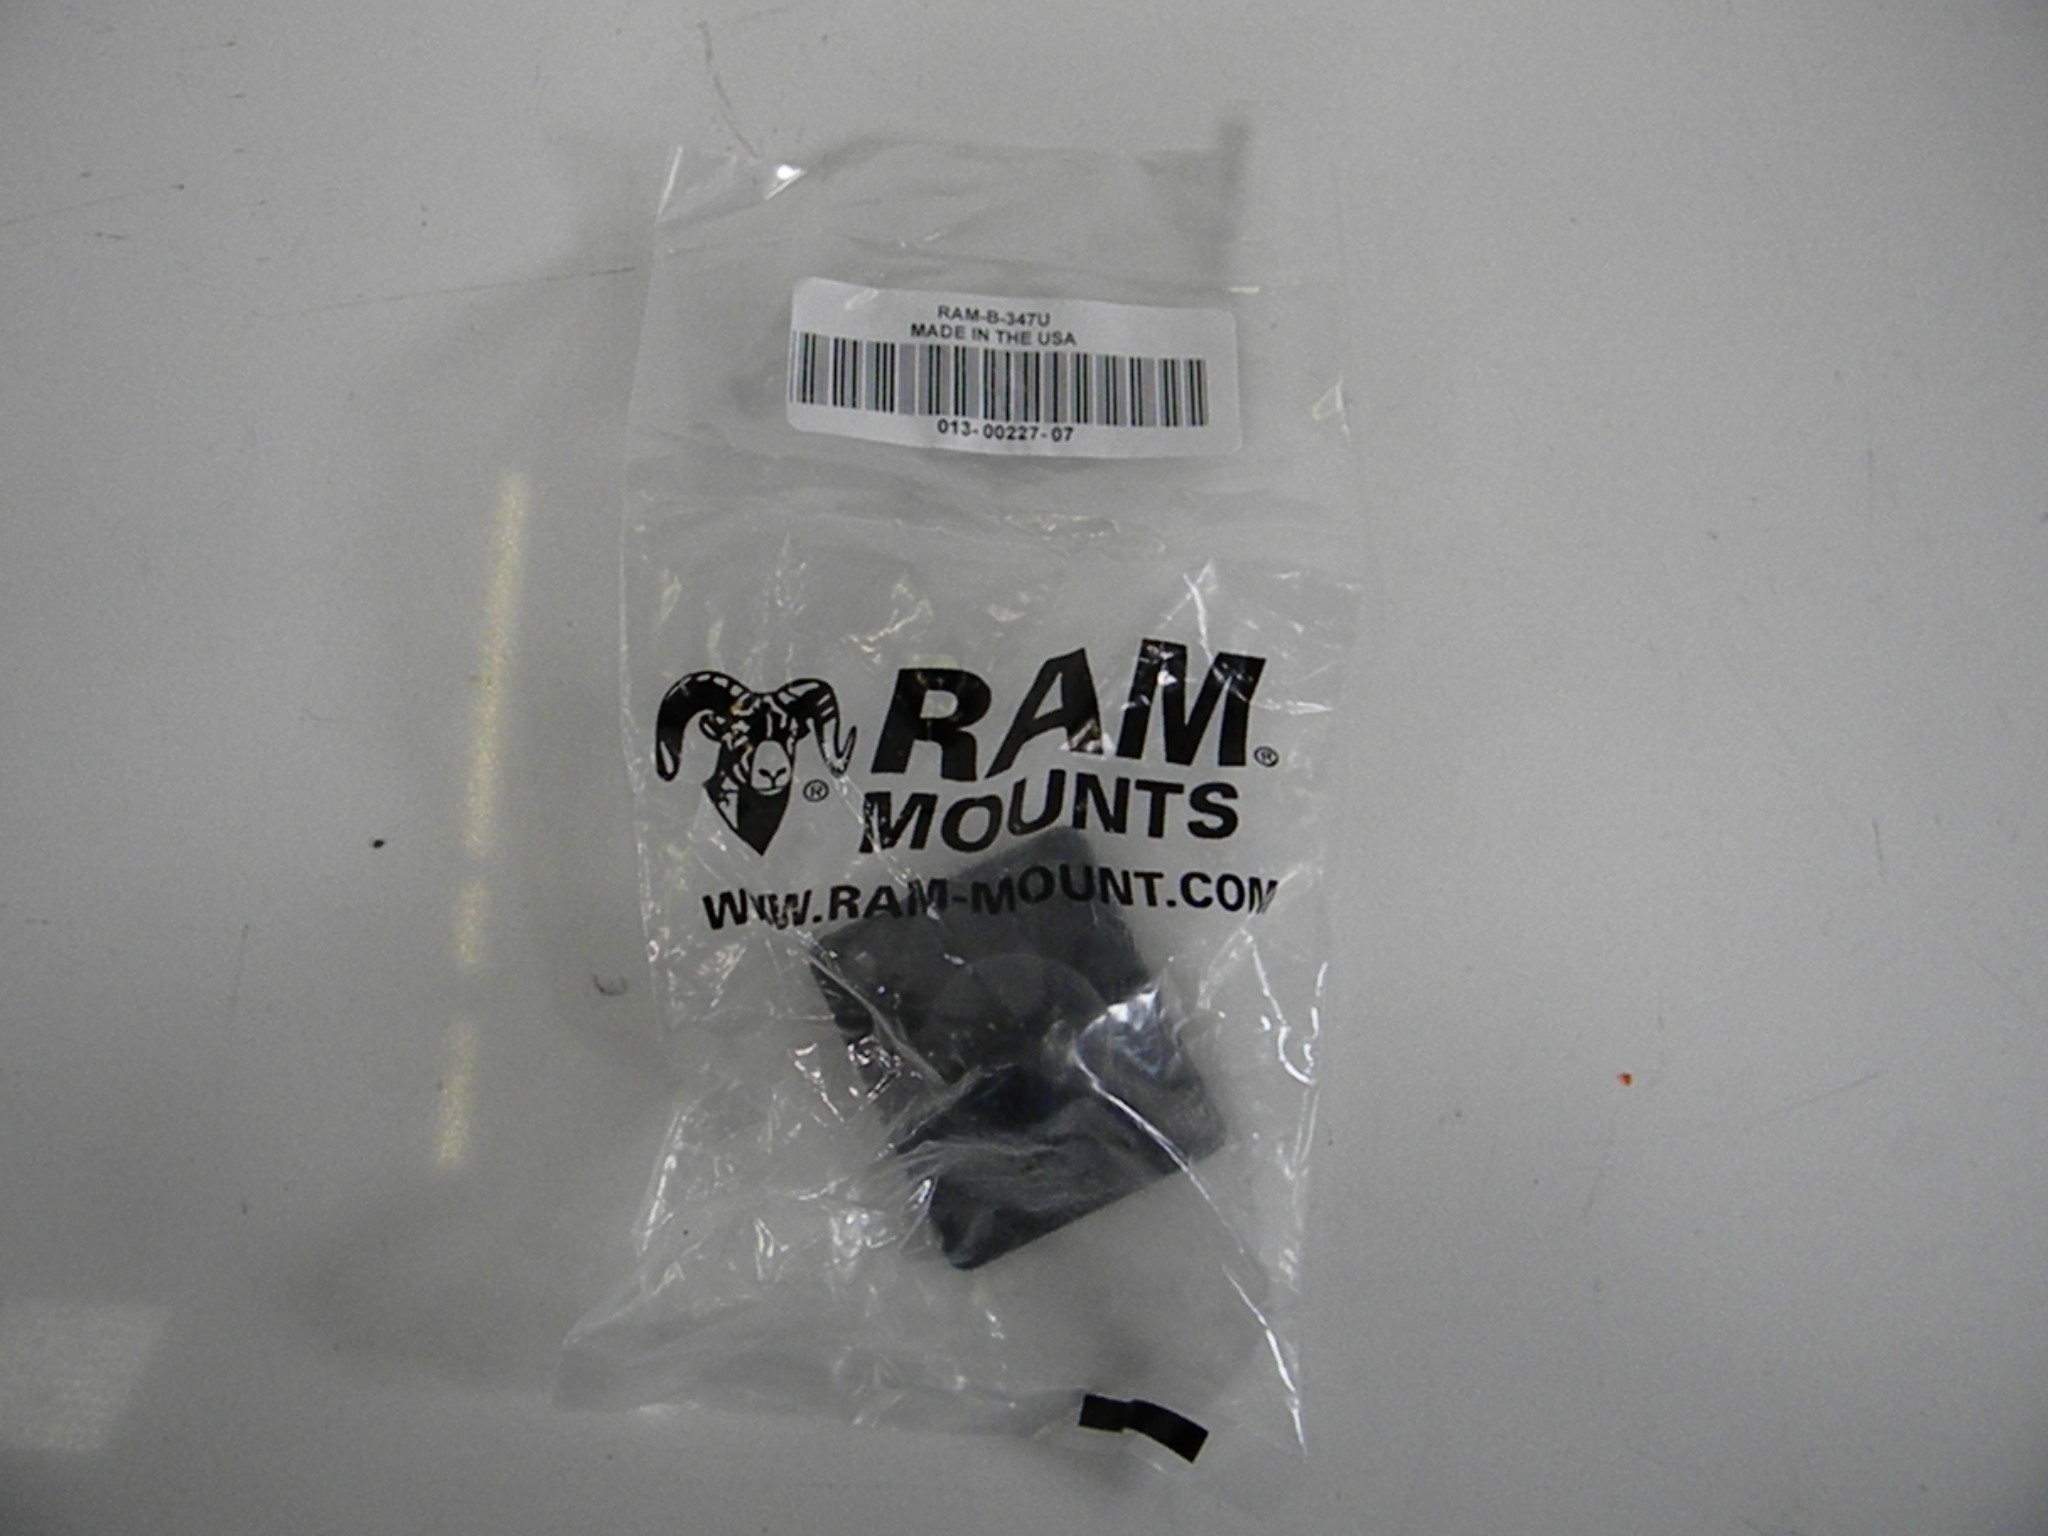 RAM-B-347U
MADE IN THE USA
013-00227-07
RAM®
® MOUNTS
WWW.RAM-MOUNT.COM